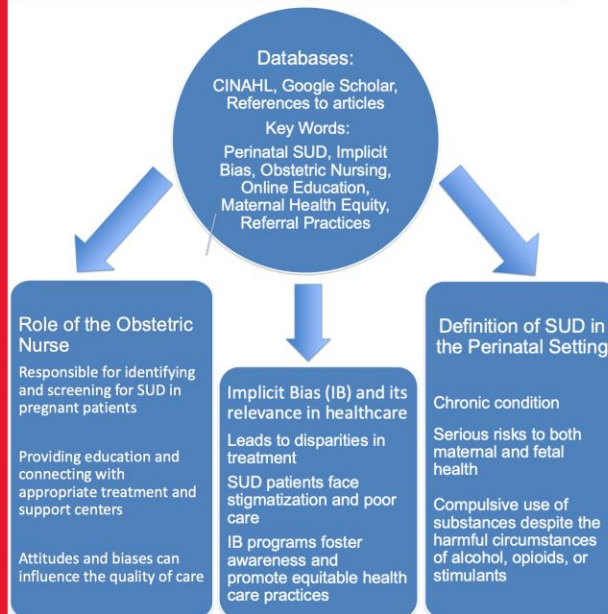 Databases:
CINAHL, Google Scholar,
References to articles
Key Words:
Perinatal SUD, Implicit
Bias, Obstetric Nursing,
Online Education,
Maternal Health Equity,
Referral Practices
Role of the Obstetric
Nurse
Responsible for identifying
and screening for SUD in
pregnant patients
Providing education and
connecting with
appropriate treatment and
support centers
Attitudes and biases can
influence the quality of care
Implicit Bias (IB) and its
relevance in healthcare
Leads to disparities in
treatment
SUD patients face
stigmatization and poor
care
IB programs foster
awareness and
promote equitable health
care practices
Definition of SUD in
the Perinatal Setting
Chronic condition
Serious risks to both
maternal and fetal
health
Compulsive use of
substances despite the
harmful circumstances
of alcohol, opioids, or
stimulants